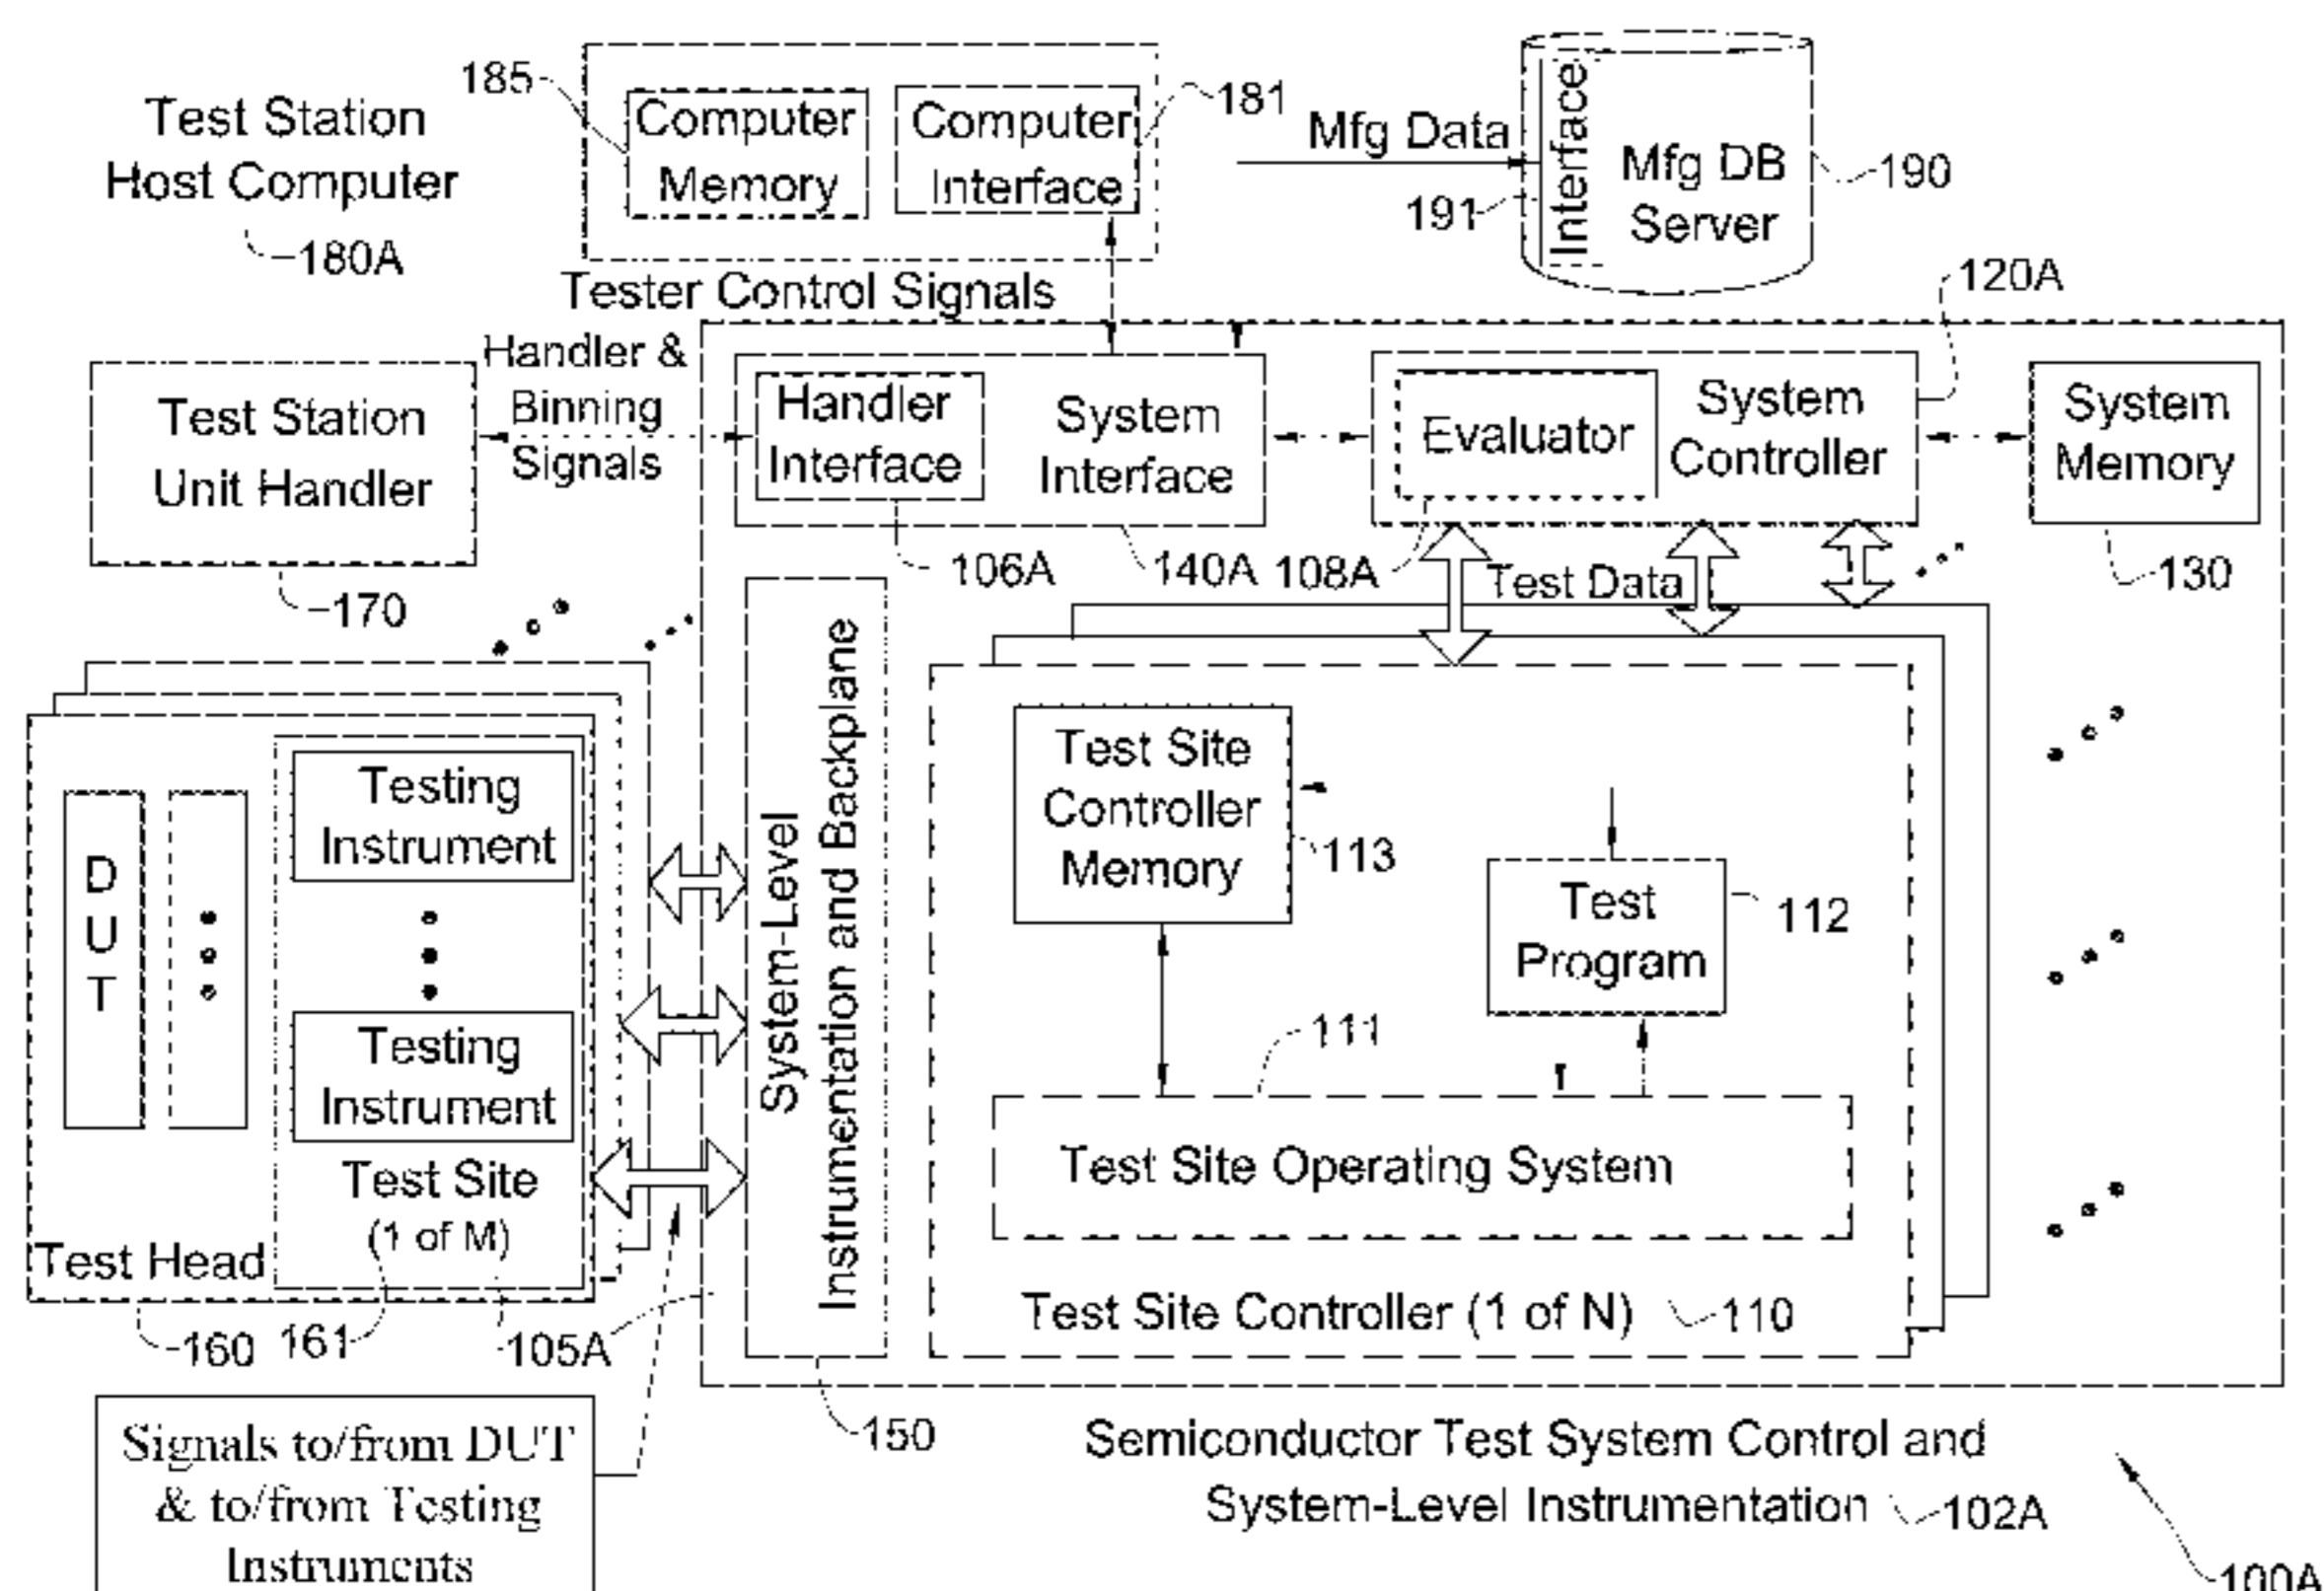 185
Computer
Memory
Computer
Interface
181
Test Station
Host Computer
180A
Mfg Data
Interface
191
Mfg DB
Server
190
Tester Control Signals
120A
Handler &
Binning
Signals
Test Station
Unit Handler
170
Handler
Interface
System
Interface
106A
140A
Evaluator
System
Controller
108A
System
Memory
130
Test Data
D
U
T
Testing
Instrument
Testing
Instrument
Test Site
(1 of M)
Test Head
160
161
105A
System-Level
Instrumentation and Backplane
150
Test Site
Controller
Memory
113
Test
Program
112
111
Test Site Operating System
Test Site Controller (1 of N)
110
Signals to/from DUT
& to/from Testing
Instruments
Semiconductor Test System Control and
System-Level Instrumentation
102A
100A